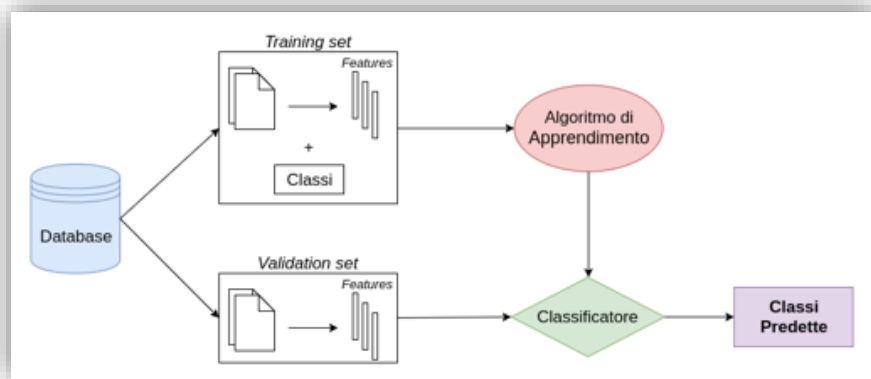 Training set
Features
+
Classi
Algoritmo di
Apprendimento
Database
Validation set
Features
Classificatore
Classi
Predette